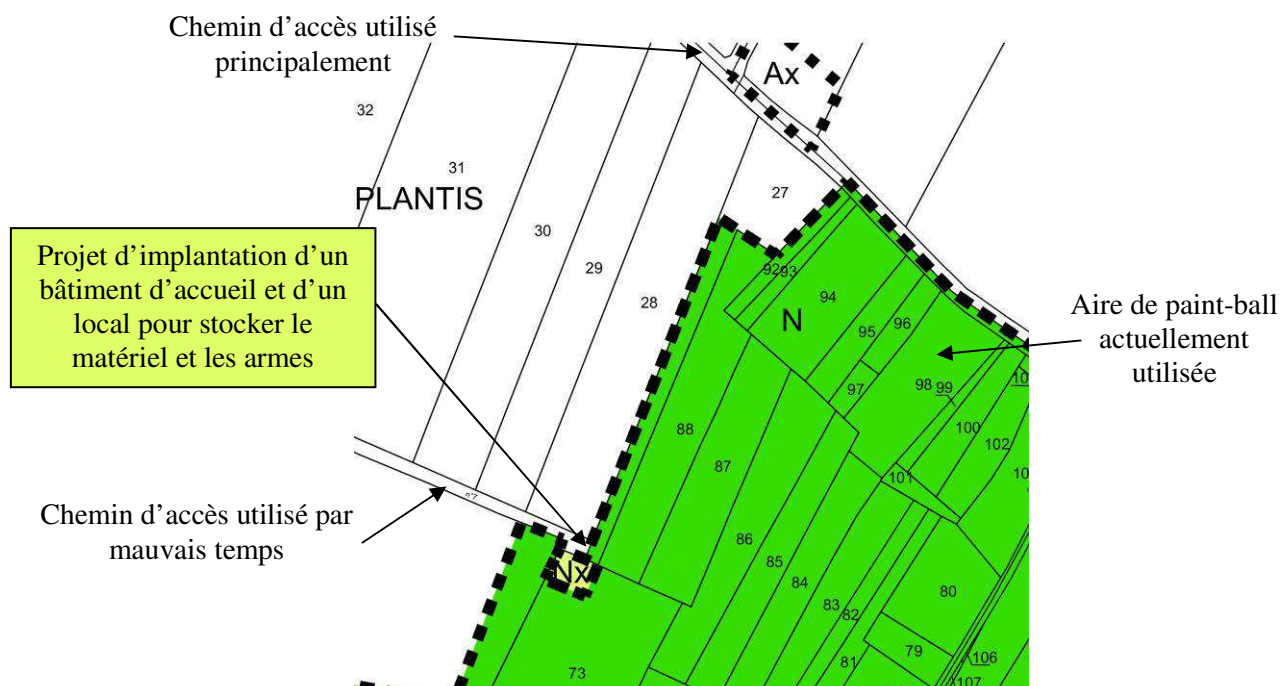 Chemin d’accès utilisé
principalement
Ax
32
31
PLANTIS
27
30
29
28
Projet d’implantation d’un
bâtiment d’accueil et d’un
local pour stocker le
matériel et les armes
92
93
94
N
95
96
97
98
99
Aire de paint-ball
actuellement
utilisée
100
102
101
88
87
86
85
84
83
82
81
80
79
106
107
73
Chemin d’accès utilisé par
mauvais temps
Nx